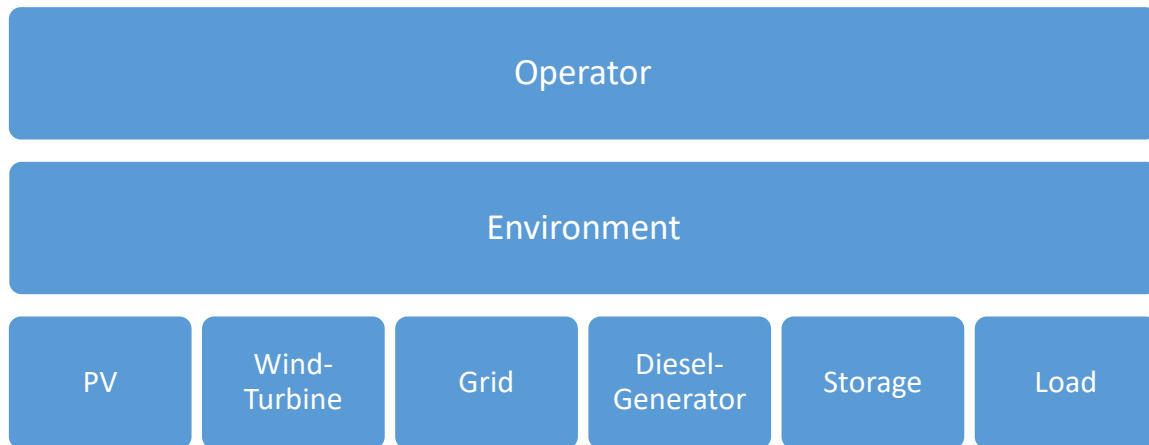 Operator
Environment
PV
Wind-
Turbine
Grid
Diesel-
Generator
Storage
Load